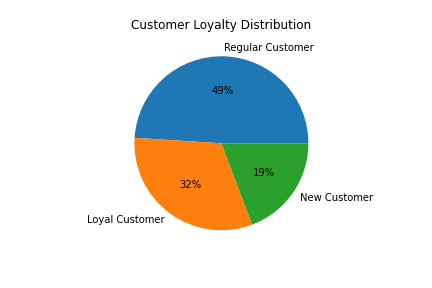 Customer Loyalty Distribution
Regular Customer
49%
32%
19%
New Customer
Loyal Customer